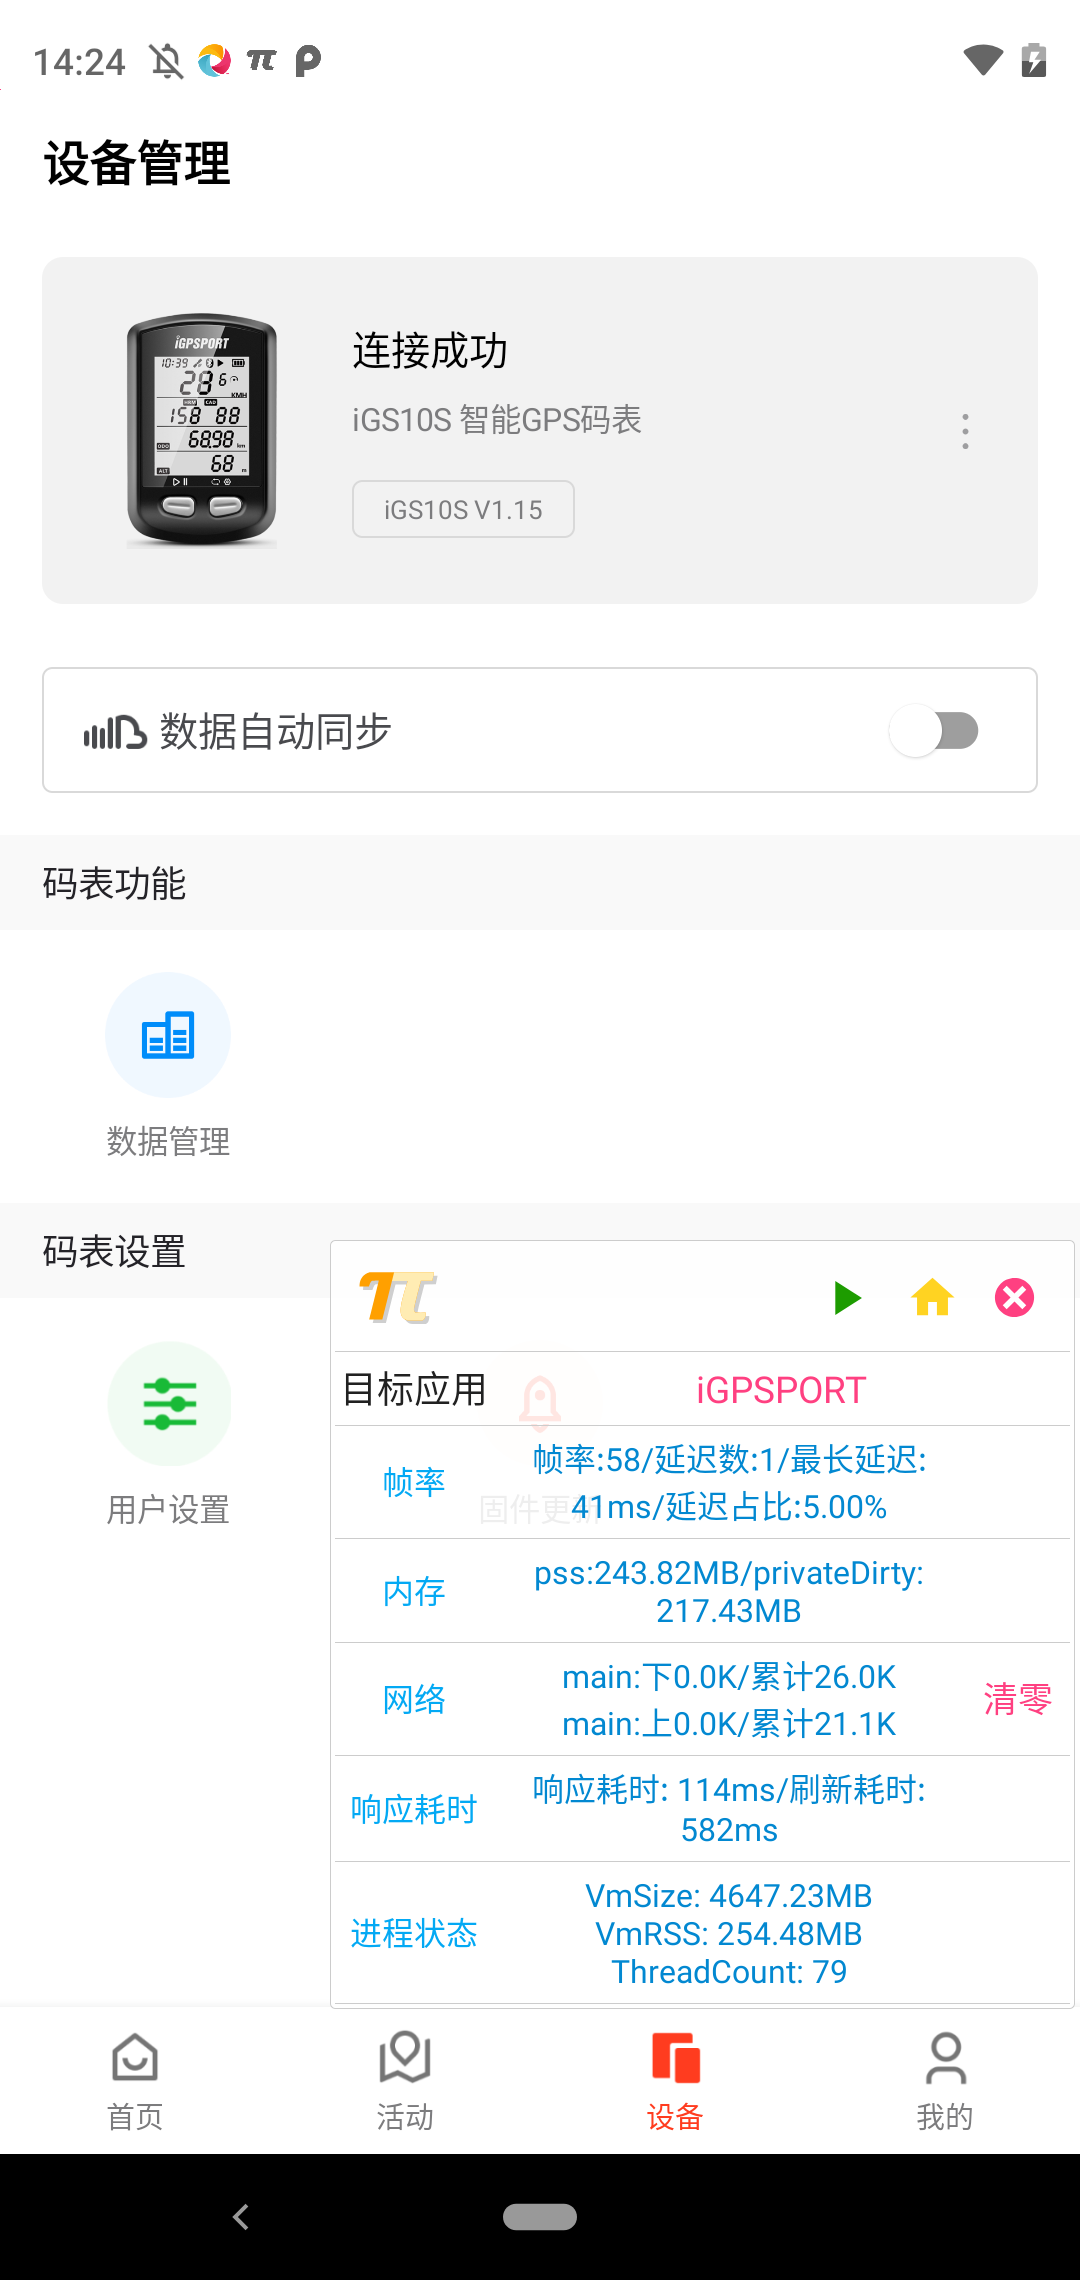 14:24
设备管理
iGPSPORT
10:39
28 6
KMH
158 88
68.98 km
68 m
连接成功
iGS10S 智能GPS码表
iGS10S V1.15
数据自动同步
码表功能
数据管理
码表设置
用户设置
固件更新
目标应用 iGPSPORT
帧率 帧率:58/延迟数:1/最长延迟:
41ms/延迟占比:5.00%
内存 pss:243.82MB/privateDirty:
217.43MB
网络 main:下0.0K/累计26.0K
main:上0.0K/累计21.1K
清零
响应耗时 响应耗时: 114ms/刷新耗时:
582ms
进程状态 VmSize: 4647.23MB
VmRSS: 254.48MB
ThreadCount: 79
首页 活动 设备 我的